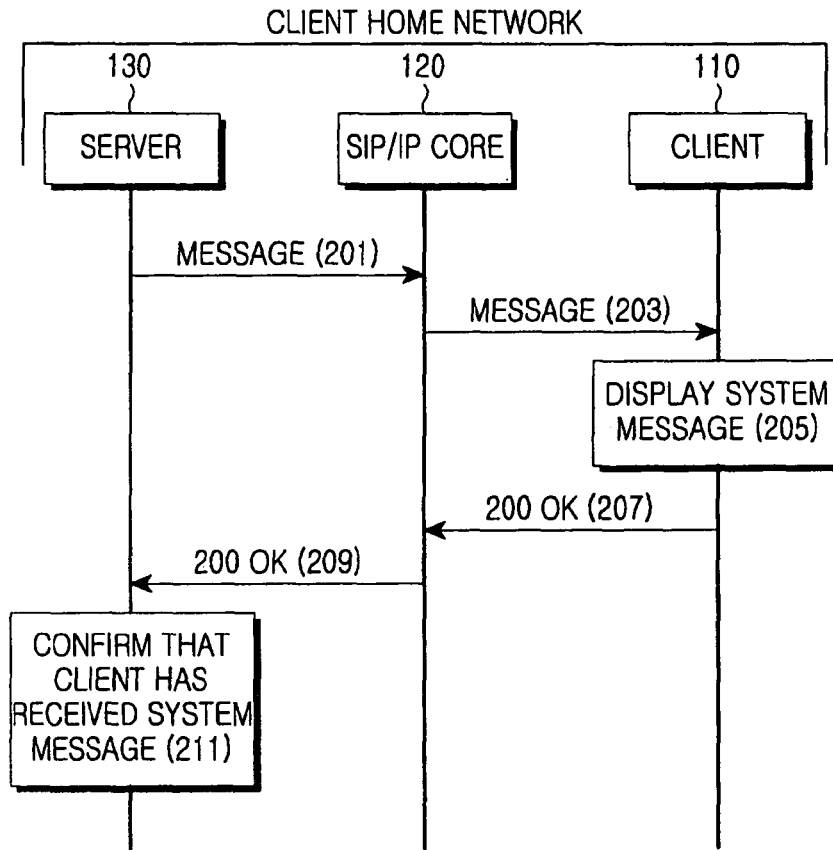 CLIENT HOME NETWORK
130
120
110
SERVER
SIP/IP CORE
CLIENT
MESSAGE (201)
MESSAGE (203)
DISPLAY SYSTEM
MESSAGE (205)
200 OK (207)
200 OK (209)
CONFIRM THAT
CLIENT HAS
RECEIVED SYSTEM
MESSAGE (211)